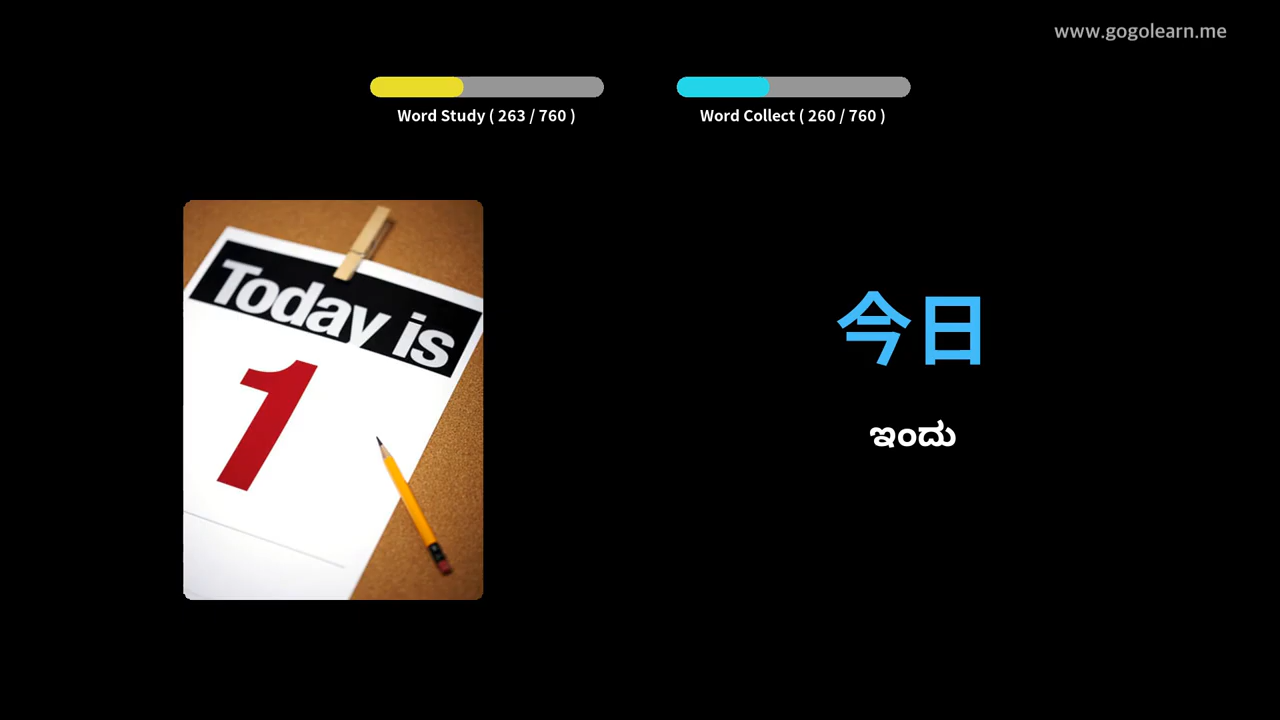 www.gogolearn.me
Word Study ( 263 / 760 )
Word Collect ( 260 / 760 )
Today is
1
今日
ಇಂದು